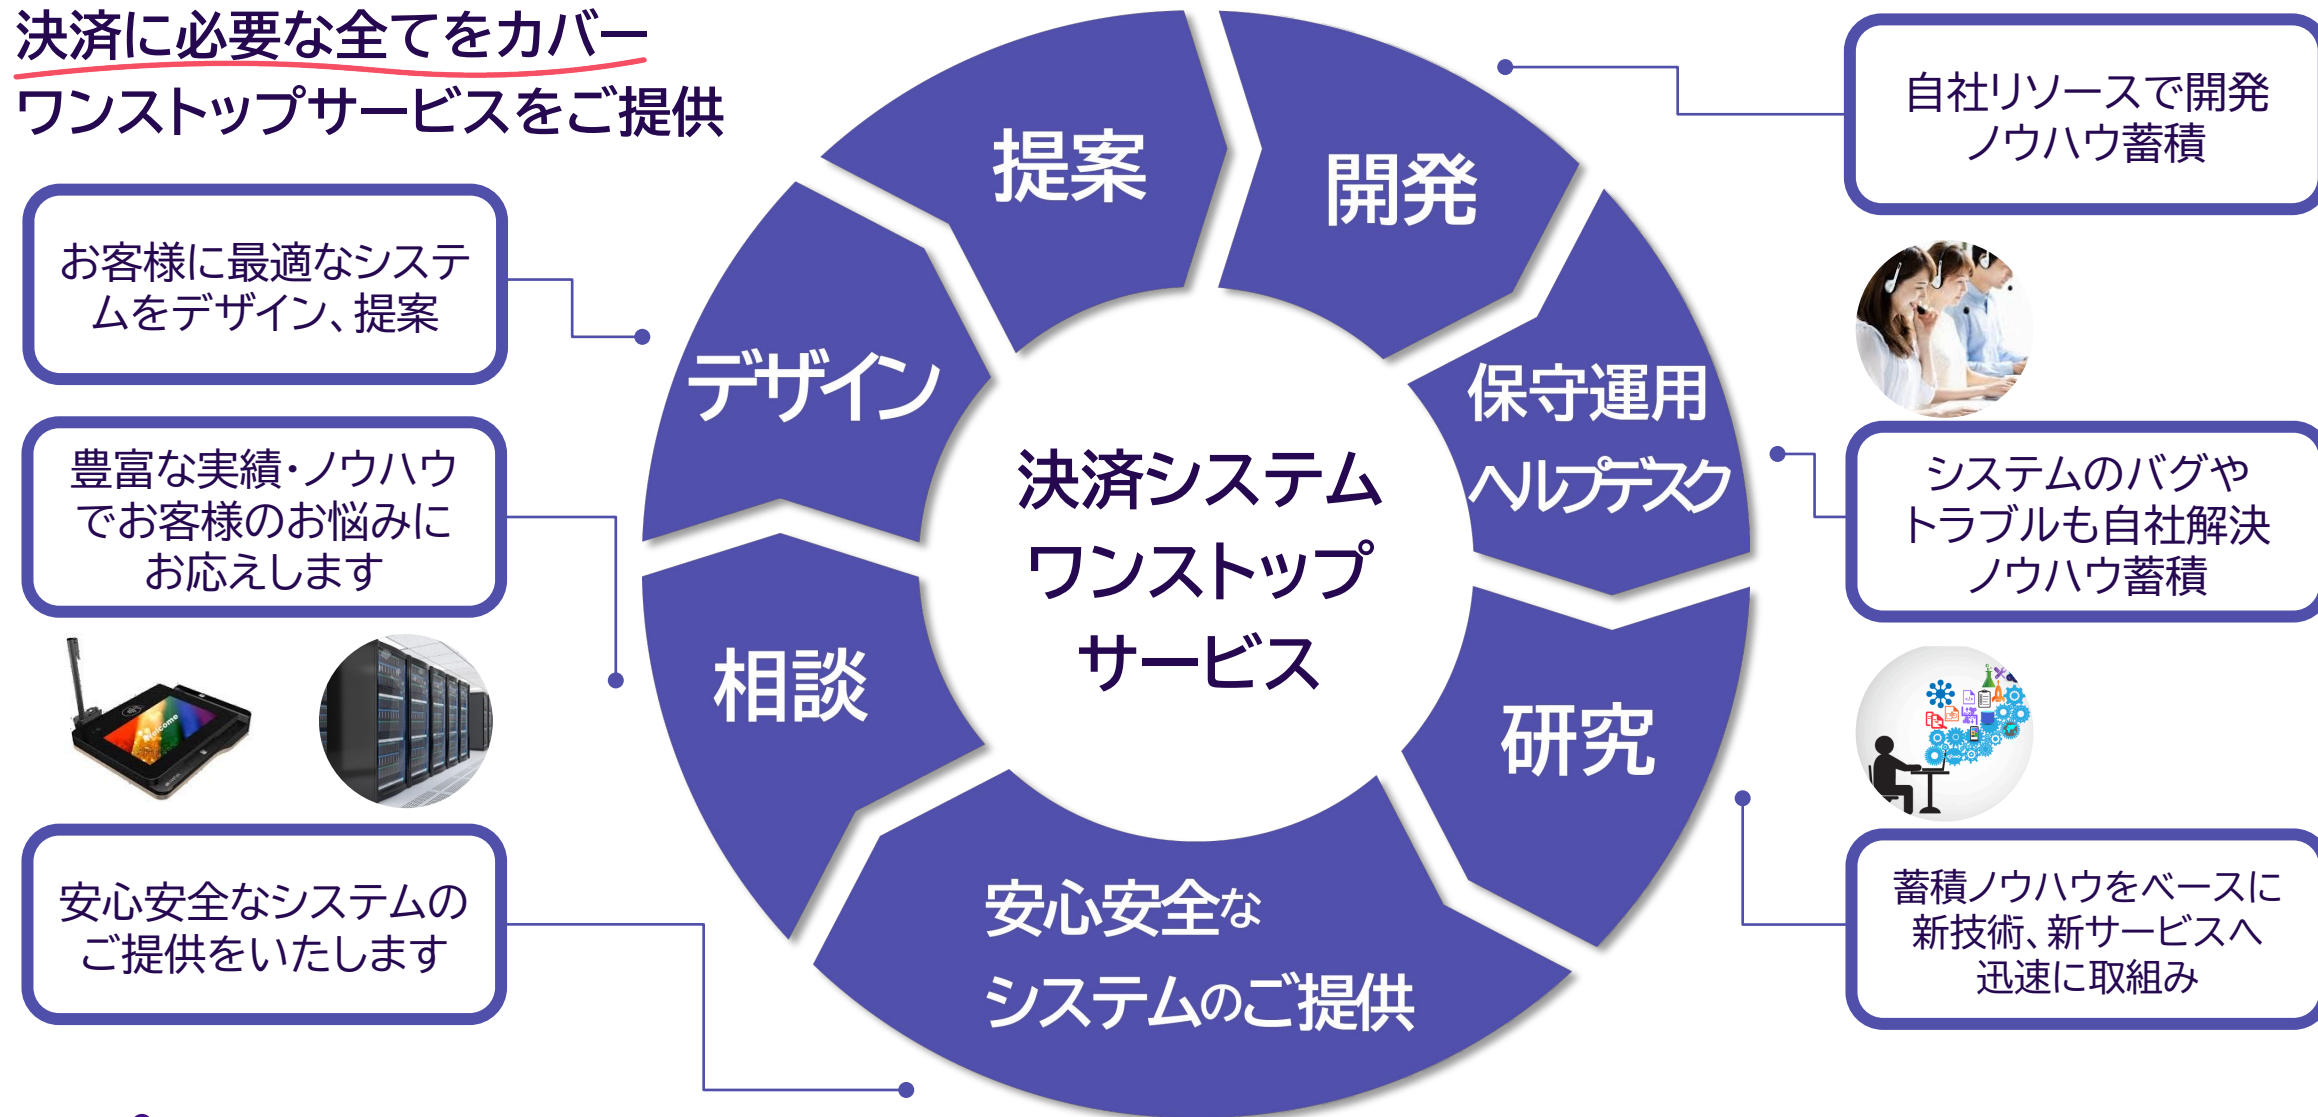 決済に必要な全てをカバー
ワンストップサービスをご提供
お客様に最適なシステ
ムをデザイン、提案
豊富な実績・ノウハウ
でお客様のお悩みに
お応えします
Welcome
安心安全なシステムの
ご提供をいたします
提案
開発
デザイン
保守運用
ヘルプデスク
相談
研究
安心安全な
システムのご提供
決済システム
ワンストップ
サービス
自社リソースで開発
ノウハウ蓄積
システムのバグや
トラブルも自社解決
ノウハウ蓄積
蓄積ノウハウをベースに
新技術、新サービスへ
迅速に取組み